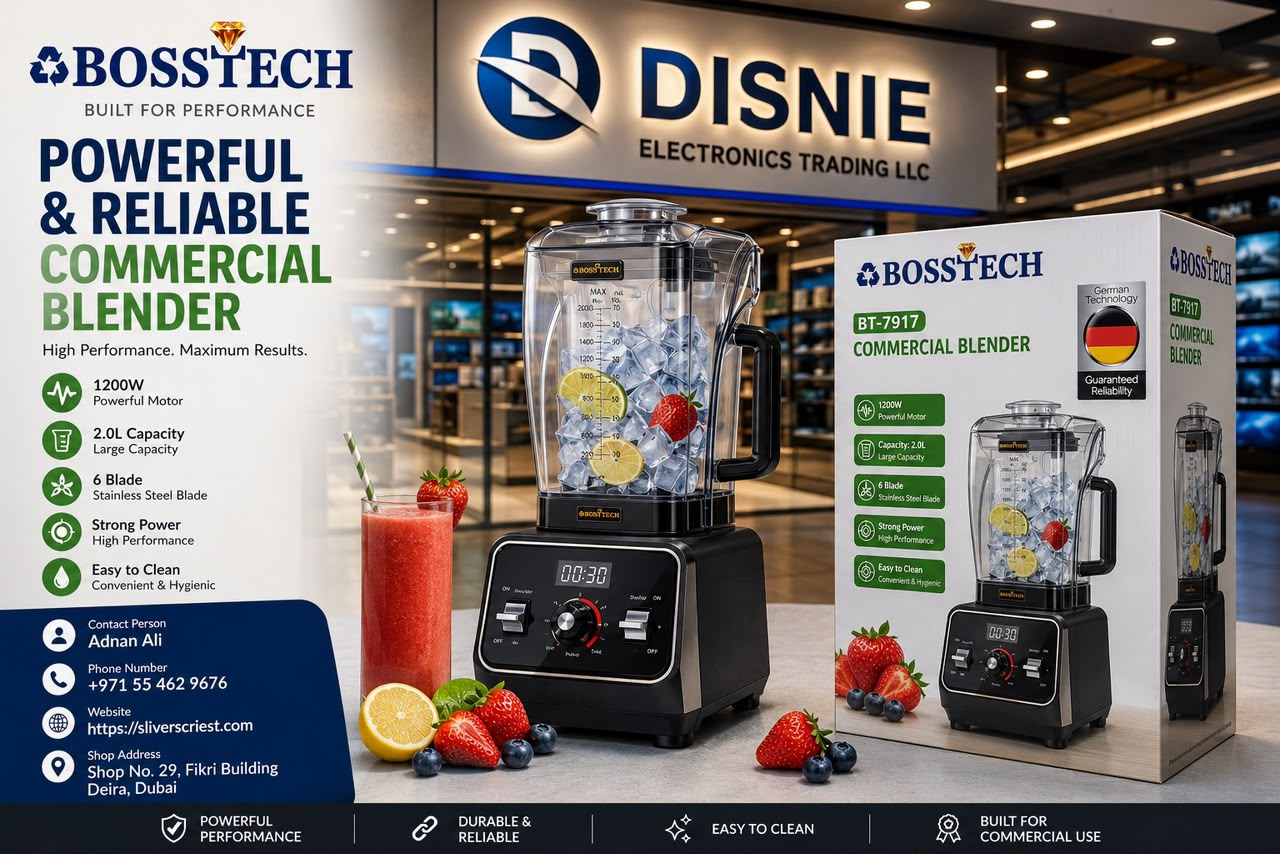 BOSSTECH
BUILT FOR PERFORMANCE
POWERFUL
& RELIABLE
COMMERCIAL
BLENDER
High Performance. Maximum Results.
1200W
Powerful Motor
2.0L Capacity
Large Capacity
6 Blade
Stainless Steel Blade
Strong Power
High Performance
Easy to Clean
Convenient & Hygienic
Contact Person
Adnan Ali
Phone Number
+971 55 462 9676
Website
https://sliverscriest.com
Shop Address
Shop No. 29, Fikri Building
Deira, Dubai
DISNIE
ELECTRONICS TRADING LLC
BOSSTECH
MAX
BOSSTECH
00:30
ON
ON
OFF
OFF
BOSSTECH
BT-7917
COMMERCIAL BLENDER
German
Technology
Guaranteed
Reliability
1200W
Powerful Motor
Capacity: 2.0L
Large Capacity
6 Blade
Stainless Steel Blade
Strong Power
High Performance
Easy to Clean
Convenient & Hygienic
BOSSTECH
00:30
BOSSTECH
BT-7917
COMMERCIAL
BLENDER
POWERFUL
PERFORMANCE
DURABLE &
RELIABLE
EASY TO CLEAN
BUILT FOR
COMMERCIAL USE